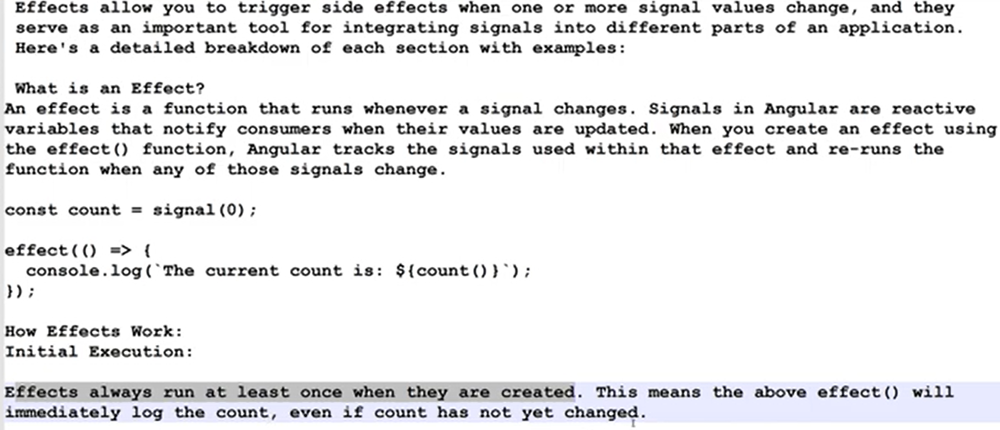 Effects allow you to trigger side effects when one or more signal values change, and they
serve as an important tool for integrating signals into different parts of an application.
Here's a detailed breakdown of each section with examples:
What is an Effect?
An effect is a function that runs whenever a signal changes. Signals in Angular are reactive
variables that notify consumers when their values are updated. When you create an effect using
the effect() function, Angular tracks the signals used within that effect and re-runs the
function when any of those signals change.
const count = signal(0);
effect(() => {
  console.log(`The current count is: ${count()}`);
});
How Effects Work:
Initial Execution:
Effects always run at least once when they are created. This means the above effect() will
immediately log the count, even if count has not yet changed.